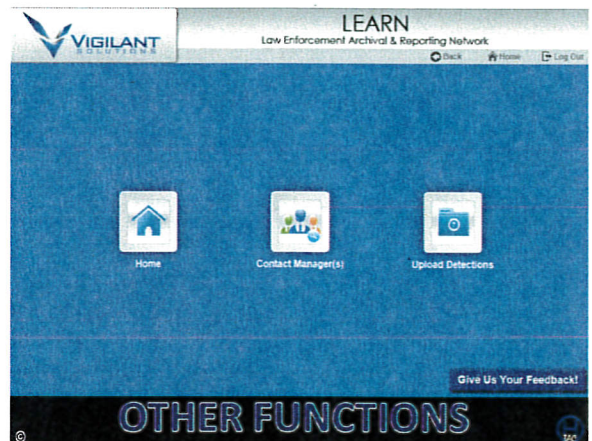 VIGILANT
SOLUTIONS
LEARN
Law Enforcement Archival & Reporting Network
Back Home Log Out
Home Contact Manager(s) Upload Detections
Give Us Your Feedback!
OTHER FUNCTIONS
©
FAQ